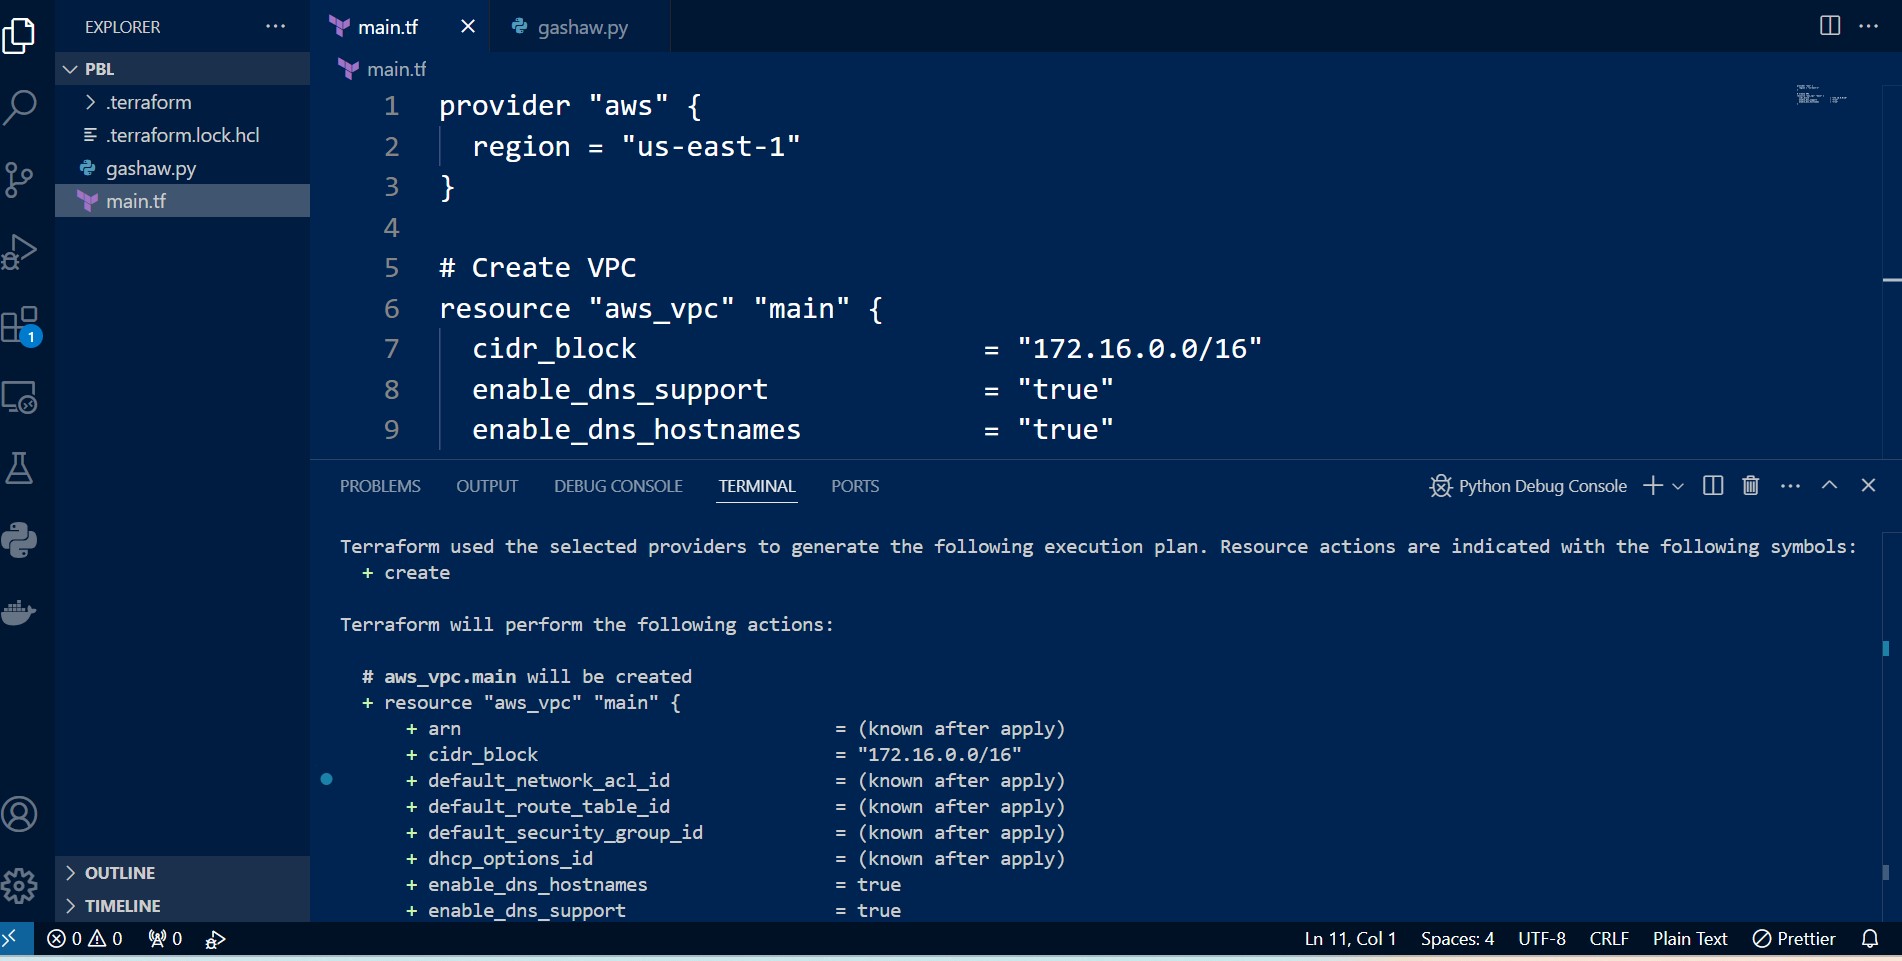 EXPLORER
main.tf
gashaw.py
PBL
.terraform
.terraform.lock.hcl
gashaw.py
main.tf
OUTLINE
TIMELINE
1
main.tf
1 provider "aws" {
2 region = "us-east-1"
3 }
4
5 # Create VPC
6 resource "aws_vpc" "main" {
7 cidr_block = "172.16.0.0/16"
8 enable_dns_support = "true"
9 enable_dns_hostnames = "true"
PROBLEMS OUTPUT DEBUG CONSOLE TERMINAL PORTS Python Debug Console
Terraform used the selected providers to generate the following execution plan. Resource actions are indicated with the following symbols:
+ create
Terraform will perform the following actions:
# aws_vpc.main will be created
+ resource "aws_vpc" "main" {
+ arn = (known after apply)
+ cidr_block = "172.16.0.0/16"
+ default_network_acl_id = (known after apply)
+ default_route_table_id = (known after apply)
+ default_security_group_id = (known after apply)
+ dhcp_options_id = (known after apply)
+ enable_dns_hostnames = true
+ enable_dns_support = true
0 0 0 Ln 11, Col 1 Spaces: 4 UTF-8 CRLF Plain Text Prettier